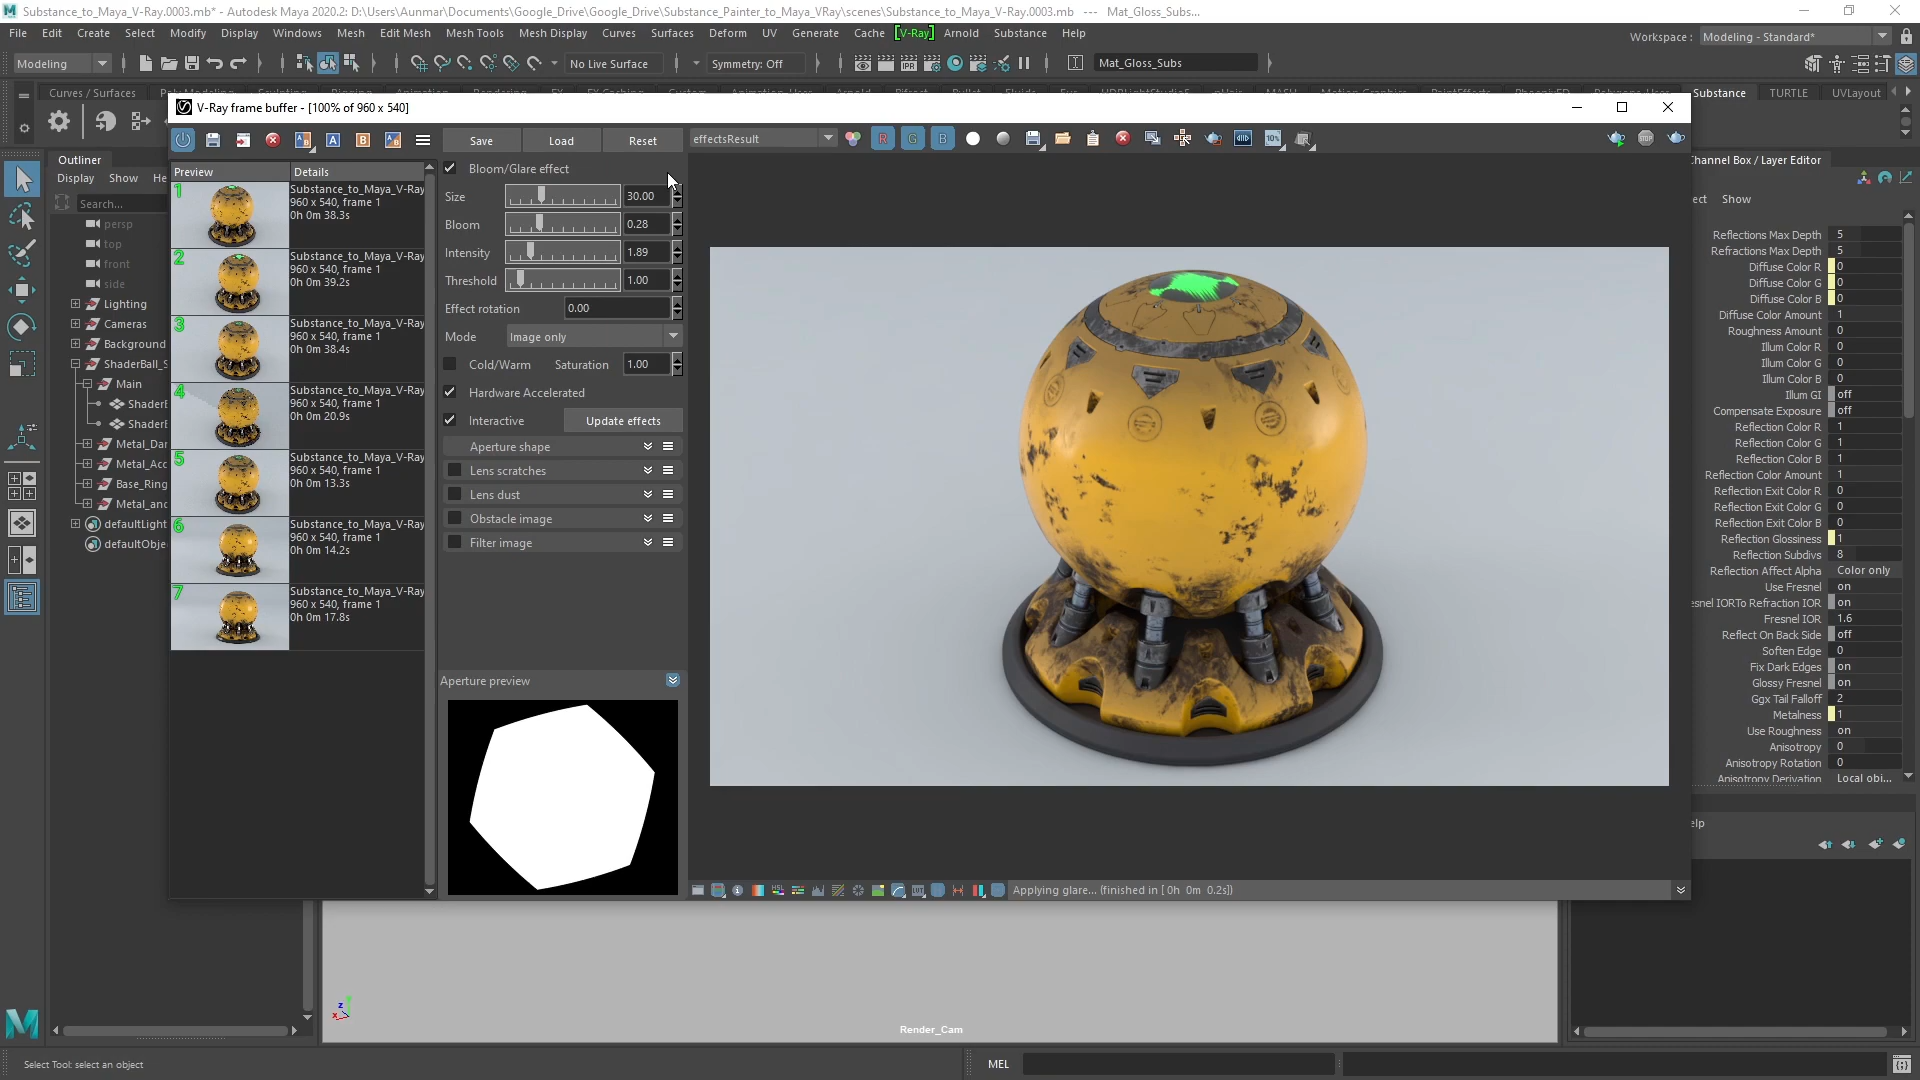 Substance_to_Maya_V-Ray.0003.mb* - Autodesk Maya 2020.2: D:\Users\Aunmar\Documents\Google_Drive\Google_Drive\Substance_Painter_to_Maya_VRay\scenes\Substance_to_Maya_V-Ray.0003.mb --- Mat_Gloss_Subs...
File Edit Create Select Modify Display Windows Mesh Edit Mesh Mesh Tools Mesh Display Curves Surfaces Deform UV Generate Cache [V-Ray] Arnold Substance Help
Workspace : Modeling - Standard*
Modeling No Live Surface Symmetry: Off Mat_Gloss_Subs
Curves / Surfaces Substance TURTLE UVLayout
V-Ray frame buffer - [100% of 960 x 540]
Save Load Reset effectsResult R G B
Outliner
Display Show He
Search...
persp
top
front
side
Lighting
Cameras
Background
ShaderBall_S
Main
ShaderB
ShaderB
Metal_Dar
Metal_Acc
Base_Ring
Metal_and
defaultLight
defaultObje
Preview Details
1 Substance_to_Maya_V-Ray
960 x 540, frame 1
0h 0m 38.3s
2 Substance_to_Maya_V-Ray
960 x 540, frame 1
0h 0m 39.2s
3 Substance_to_Maya_V-Ray
960 x 540, frame 1
0h 0m 38.4s
4 Substance_to_Maya_V-Ray
960 x 540, frame 1
0h 0m 20.9s
5 Substance_to_Maya_V-Ray
960 x 540, frame 1
0h 0m 13.3s
6 Substance_to_Maya_V-Ray
960 x 540, frame 1
0h 0m 14.2s
7 Substance_to_Maya_V-Ray
960 x 540, frame 1
0h 0m 17.8s
Bloom/Glare effect
Size 30.00
Bloom 0.28
Intensity 1.89
Threshold 1.00
Effect rotation 0.00
Mode Image only
Cold/Warm Saturation 1.00
Hardware Accelerated
Interactive Update effects
Aperture shape
Lens scratches
Lens dust
Obstacle image
Filter image
Aperture preview
Applying glare... (finished in [ 0h 0m 0.2s])
Channel Box / Layer Editor
ect Show
Reflections Max Depth 5
Refractions Max Depth 5
Diffuse Color R 0
Diffuse Color G 0
Diffuse Color B 0
Diffuse Color Amount 1
Roughness Amount 0
Illum Color R 0
Illum Color G 0
Illum Color B 0
Illum GI off
Compensate Exposure off
Reflection Color R 1
Reflection Color G 1
Reflection Color B 1
Reflection Color Amount 1
Reflection Exit Color R 0
Reflection Exit Color G 0
Reflection Exit Color B 0
Reflection Glossiness 1
Reflection Subdivs 8
Reflection Affect Alpha Color only
Use Fresnel on
esnel IORTo Refraction IOR on
Fresnel IOR 1.6
Reflect On Back Side off
Soften Edge 0
Fix Dark Edges on
Glossy Fresnel on
Ggx Tail Falloff 2
Metalness 1
Use Roughness on
Anisotropy 0
Anisotropy Rotation 0
Anisotropy Derivation Local obj...
elp
Render_Cam
Select Tool: select an object
MEL